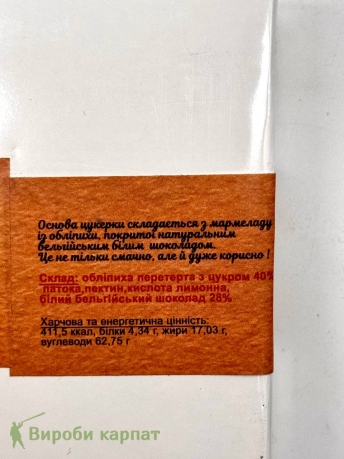 Основа цукерки складається з мармеладу
із обліпихи, покритої натуральним
бельгійським білим шоколадом.
Це не тільки смачно, але й дуже корисно !
Склад: обліпиха перетерта з цукром 40%
патока,пектин,кислота лимонна,
білий бельгійський шоколад 28%
Харчова та енергетична цінність:
411,5 ккал, білки 4,34 г, жири 17,03 г,
вуглеводи 62,75 г
Вироби карпат